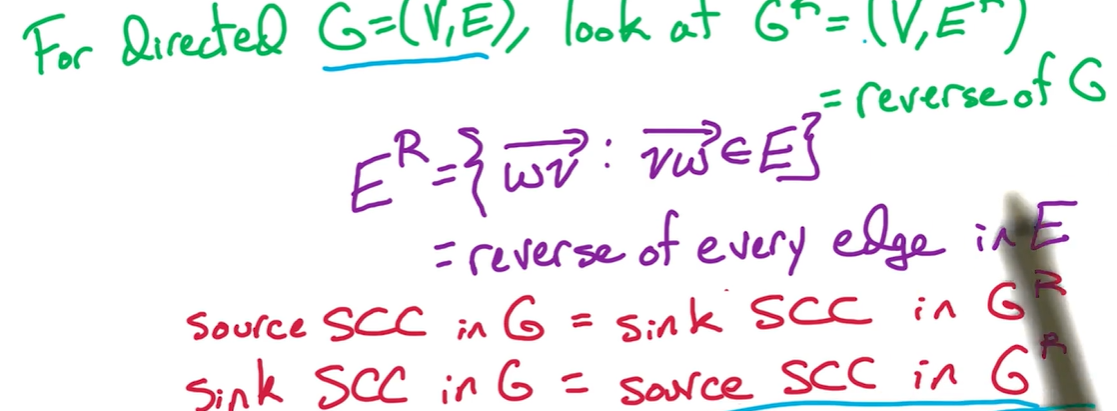 For directed G=(V,E), look at G^R = (V,E^R)
= reverse of G
E^R = { \overrightarrow{wv} : \overrightarrow{vw} ∈ E }
= reverse of every edge in E
source SCC in G = sink SCC in G^R
sink SCC in G = source SCC in G^R